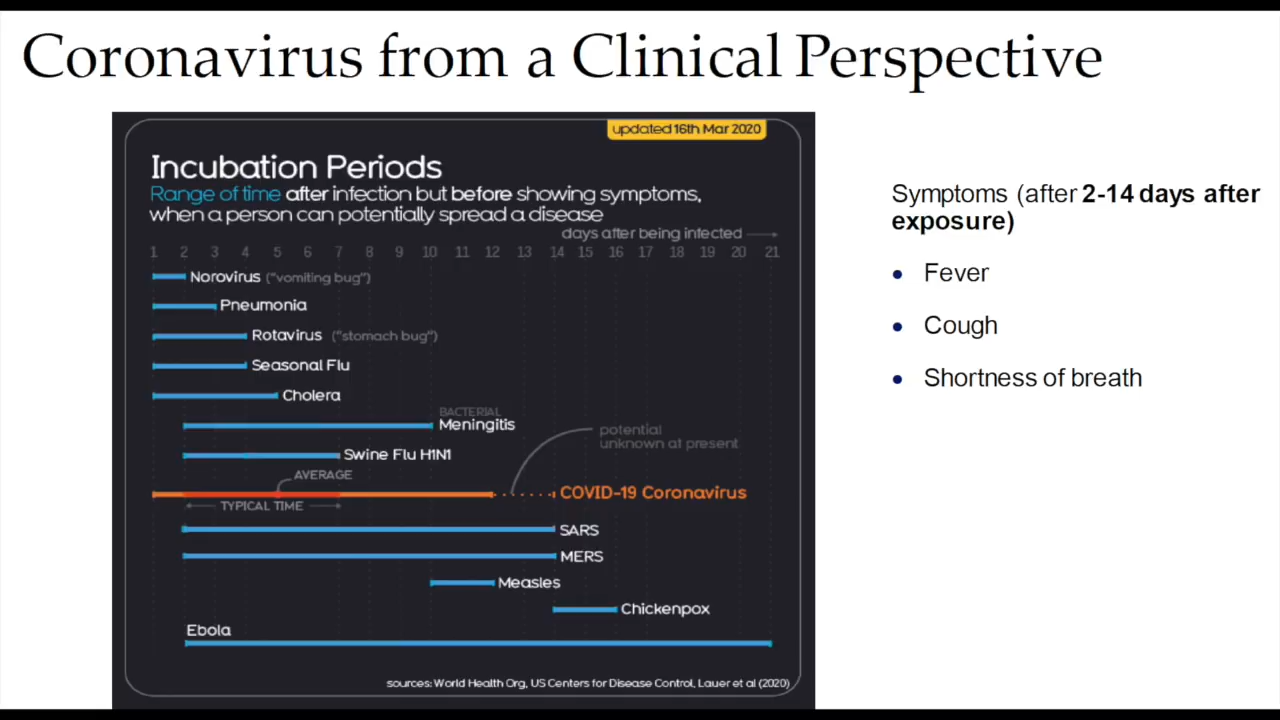 Coronavirus from a Clinical Perspective
updated 16th Mar 2020
Incubation Periods
Range of time after infection but before showing symptoms,
when a person can potentially spread a disease
days after being infected
1 2 3 4 5 6 7 8 9 10 11 12 13 14 15 16 17 18 19 20 21
Norovirus ("vomiting bug")
Pneumonia
Rotavirus ("stomach bug")
Seasonal Flu
Cholera
BACTERIAL
Meningitis
potential
unknown at present
Swine Flu H1N1
AVERAGE
COVID-19 Coronavirus
TYPICAL TIME
SARS
MERS
Measles
Chickenpox
Ebola
sources: World Health Org, US Centers for Disease Control, Lauer et al (2020)
Symptoms (after 2-14 days after
exposure)
• Fever
• Cough
• Shortness of breath